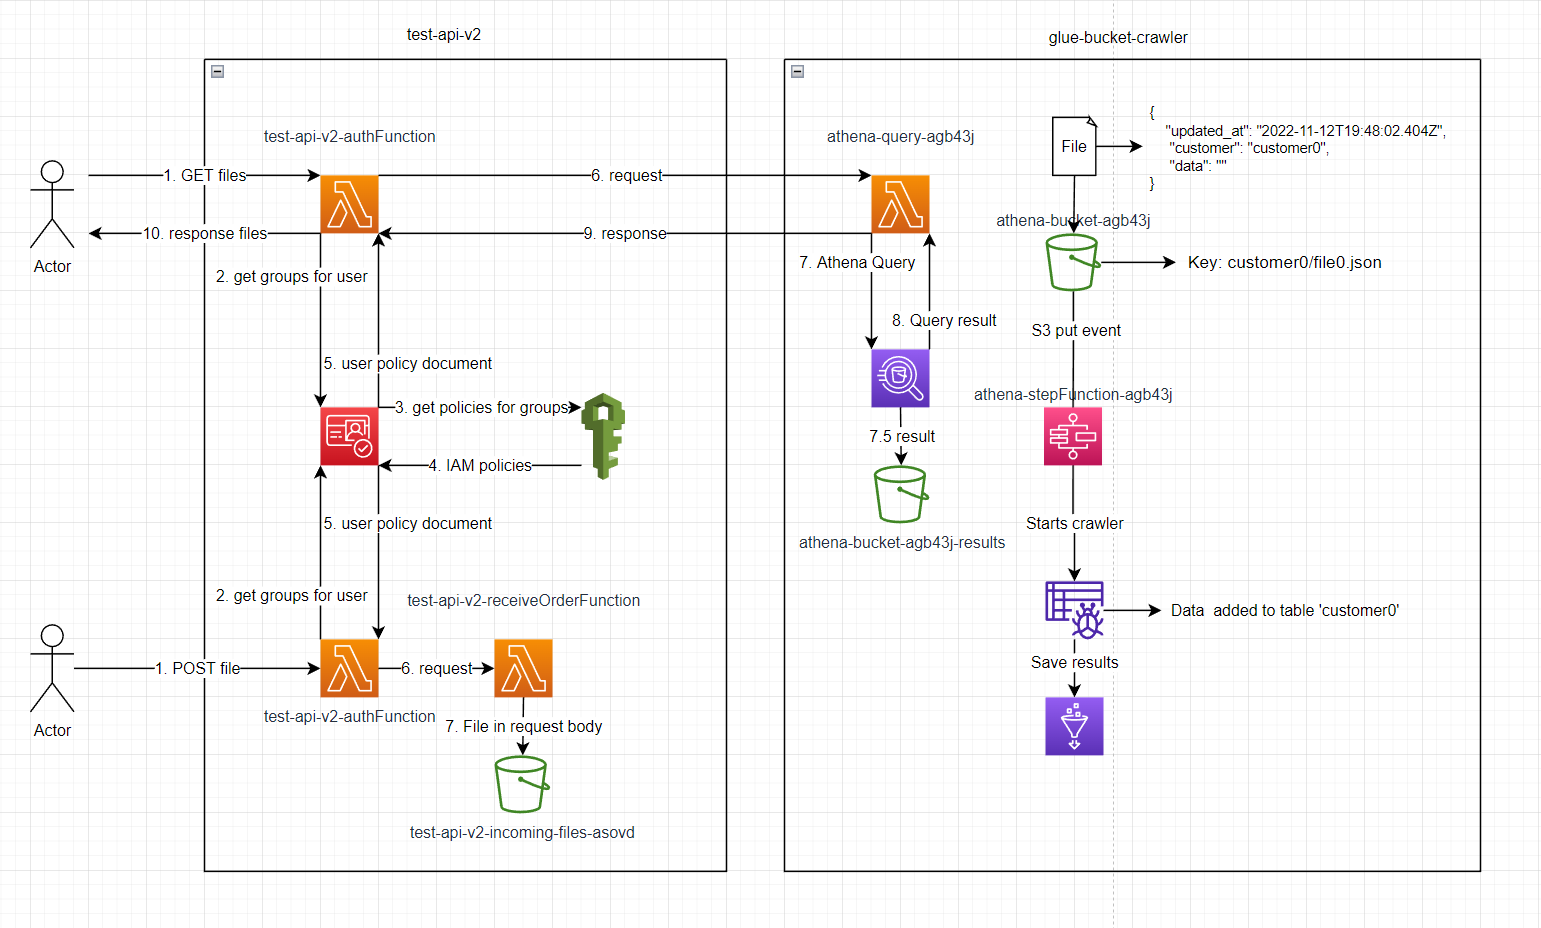 test-api-v2
glue-bucket-crawler
test-api-v2-authFunction
1. GET files
10. response files
Actor
2. get groups for user
6. request
9. response
5. user policy document
3. get policies for groups
4. IAM policies
5. user policy document
2. get groups for user
test-api-v2-receiveOrderFunction
1. POST file
Actor
test-api-v2-authFunction
6. request
7. File in request body
test-api-v2-incoming-files-asovd
athena-query-agb43j
7. Athena Query
8. Query result
7.5 result
athena-bucket-agb43j-results
File
{
"updated_at": "2022-11-12T19:48:02.404Z",
"customer": "customer0",
"data": ""
}
athena-bucket-agb43j
Key: customer0/file0.json
S3 put event
athena-stepFunction-agb43j
Starts crawler
Data  added to table 'customer0'
Save results